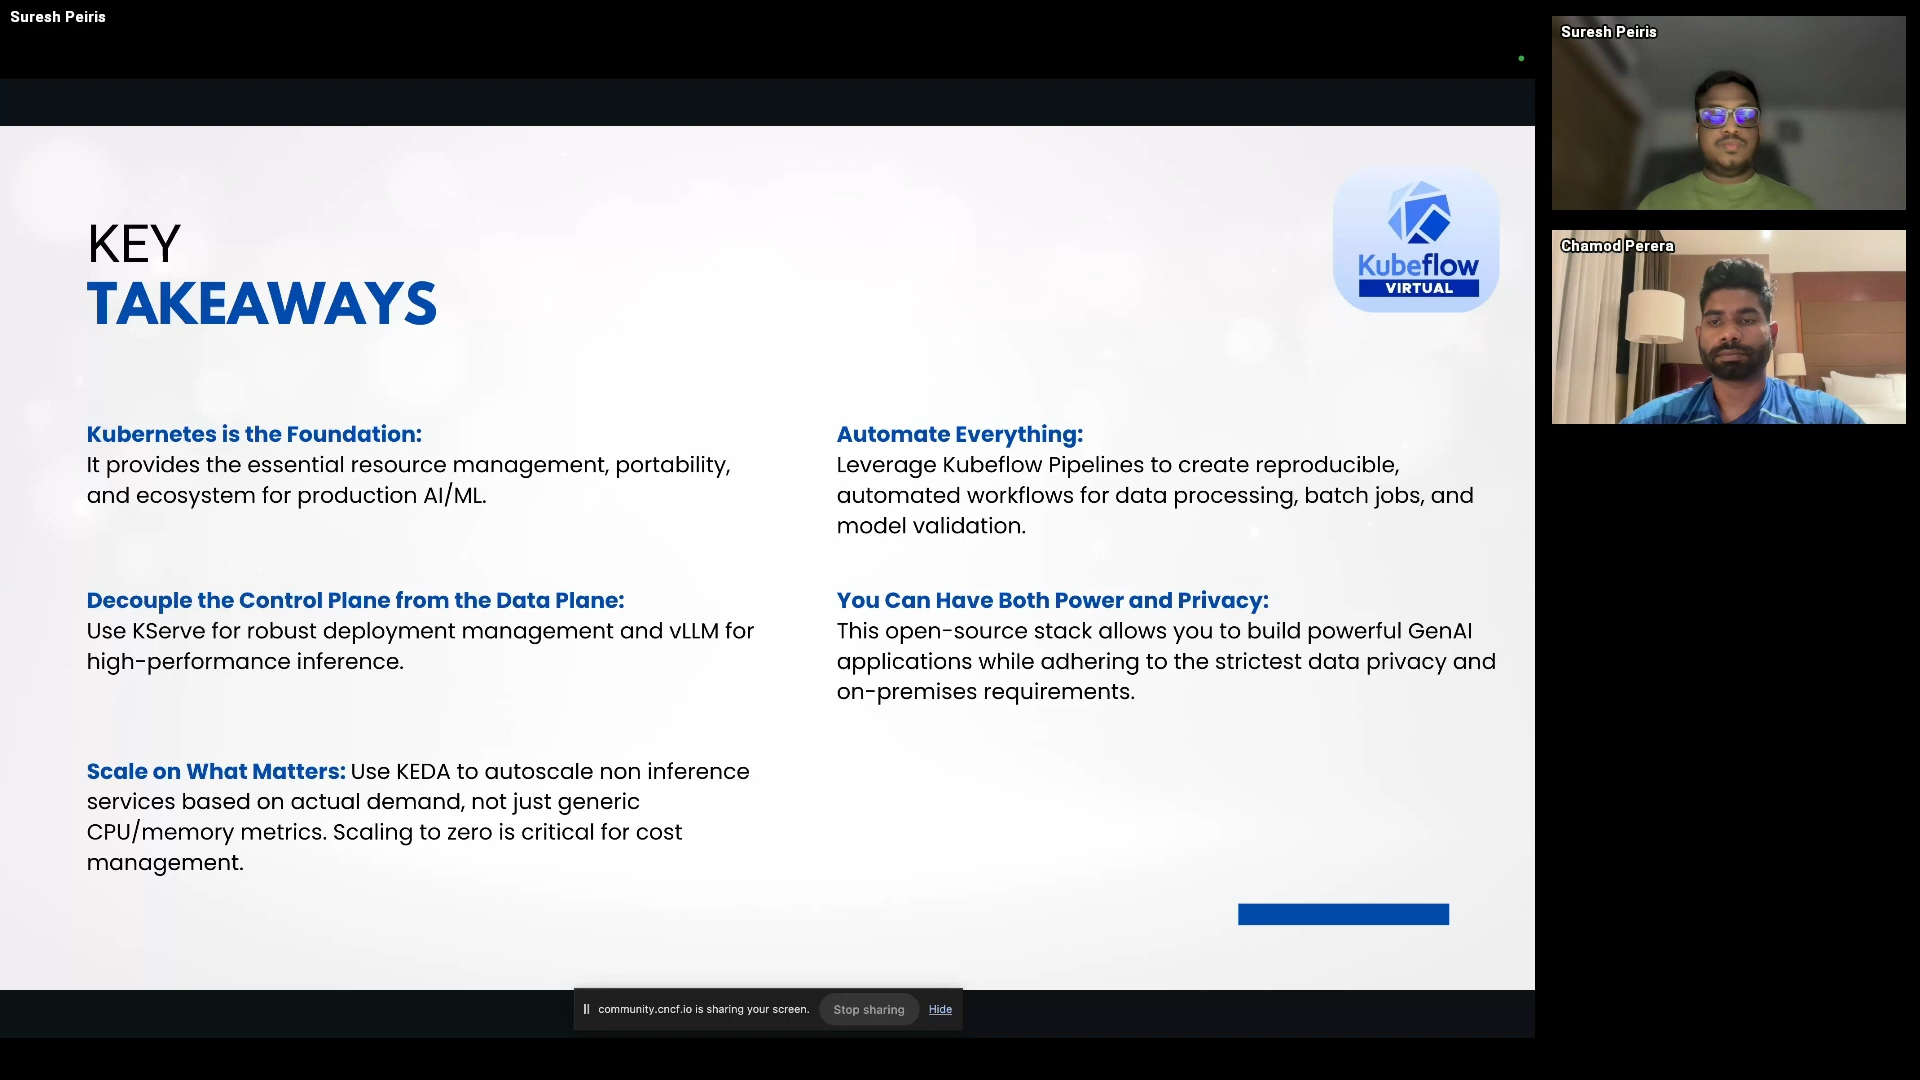 Suresh Peiris
Suresh Peiris
Chamod Perera
KEY
TAKEAWAYS
Kubeflow
VIRTUAL
Kubernetes is the Foundation:
It provides the essential resource management, portability,
and ecosystem for production AI/ML.
Decouple the Control Plane from the Data Plane:
Use KServe for robust deployment management and vLLM for
high-performance inference.
Scale on What Matters: Use KEDA to autoscale non inference
services based on actual demand, not just generic
CPU/memory metrics. Scaling to zero is critical for cost
management.
Automate Everything:
Leverage Kubeflow Pipelines to create reproducible,
automated workflows for data processing, batch jobs, and
model validation.
You Can Have Both Power and Privacy:
This open-source stack allows you to build powerful GenAI
applications while adhering to the strictest data privacy and
on-premises requirements.
community.cncf.io is sharing your screen.
Stop sharing
Hide